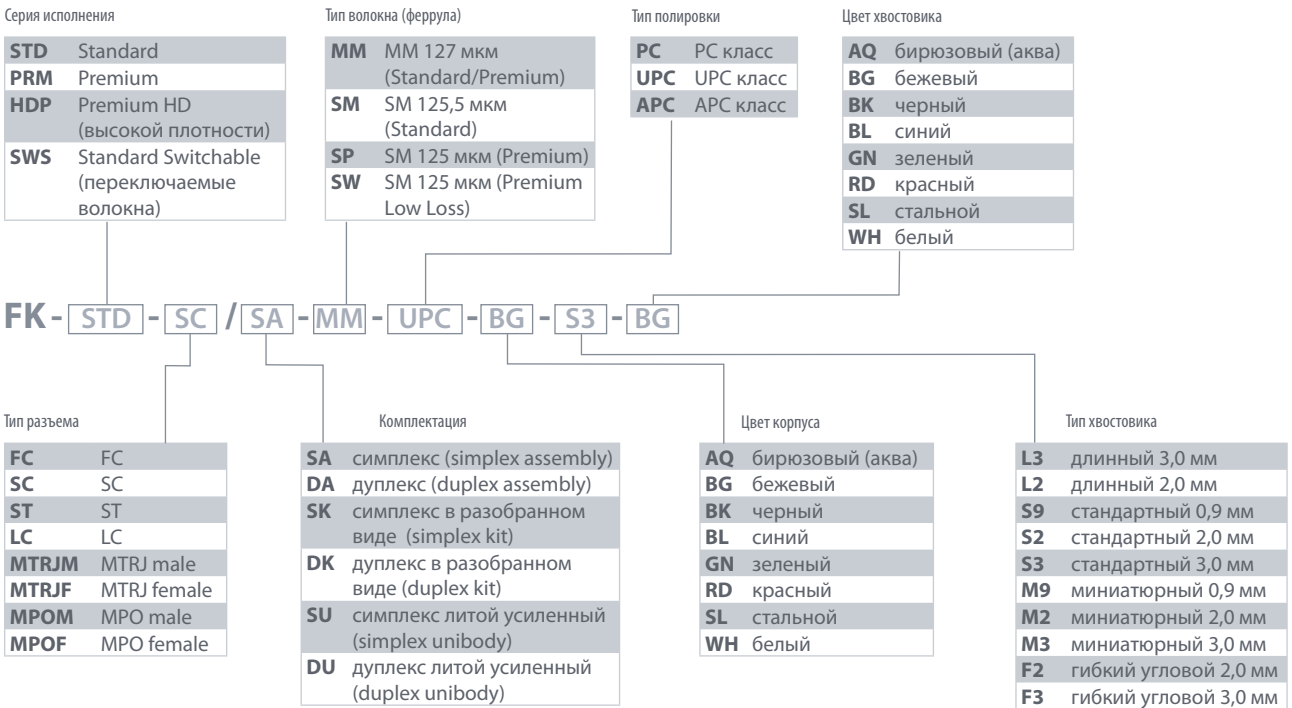 Серия исполнения
STD Standard
PRM Premium
HDP Premium HD
(высокой плотности)
SWS Standard Switchable
(переключаемые
волокна)
Тип волокна (феррула)
MM MM 127 мкм
(Standard/Premium)
SM SM 125,5 мкм
(Standard)
SP SM 125 мкм (Premium)
SW SM 125 мкм (Premium
Low Loss)
Тип полировки
PC PC класс
UPC UPC класс
APC APC класс
Цвет хвостовика
AQ бирюзовый (аква)
BG бежевый
BK черный
BL синий
GN зеленый
RD красный
SL стальной
WH белый
FK - STD - SC / SA - MM - UPC - BG - S3 - BG
Тип разъема
FC FC
SC SC
ST ST
LC LC
MTRJM MTRJ male
MTRJF MTRJ female
MPOM MPO male
MPOF MPO female
Комплектация
SA симплекс (simplex assembly)
DA дуплекс (duplex assembly)
SK симплекс в разобранном
виде (simplex kit)
DK дуплекс в разобранном
виде (duplex kit)
SU симплекс литой усиленный
(simplex unibody)
DU дуплекс литой усиленный
(duplex unibody)
Цвет корпуса
AQ бирюзовый (аква)
BG бежевый
BK черный
BL синий
GN зеленый
RD красный
SL стальной
WH белый
Тип хвостовика
L3 длинный 3,0 мм
L2 длинный 2,0 мм
S9 стандартный 0,9 мм
S2 стандартный 2,0 мм
S3 стандартный 3,0 мм
M9 миниатюрный 0,9 мм
M2 миниатюрный 2,0 мм
M3 миниатюрный 3,0 мм
F2 гибкий угловой 2,0 мм
F3 гибкий угловой 3,0 мм